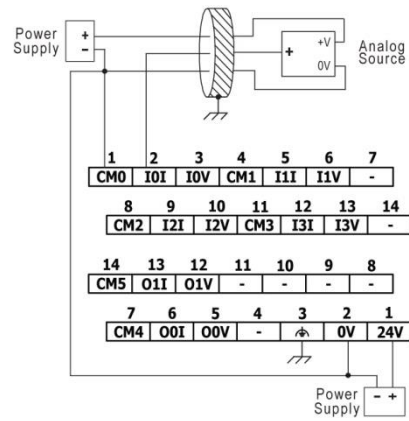 Power Supply
+
-
+
+V
0V
Analog Source
1 2 3 4 5 6 7
CM0 I0I I0V CM1 I1I I1V -
8 9 10 11 12 13 14
CM2 I2I I2V CM3 I3I I3V -
14 13 12 11 10 9 8
CM5 O1I O1V - - - -
7 6 5 4 3 2 1
CM4 O0I O0V - 0V 24V
Power Supply
- +